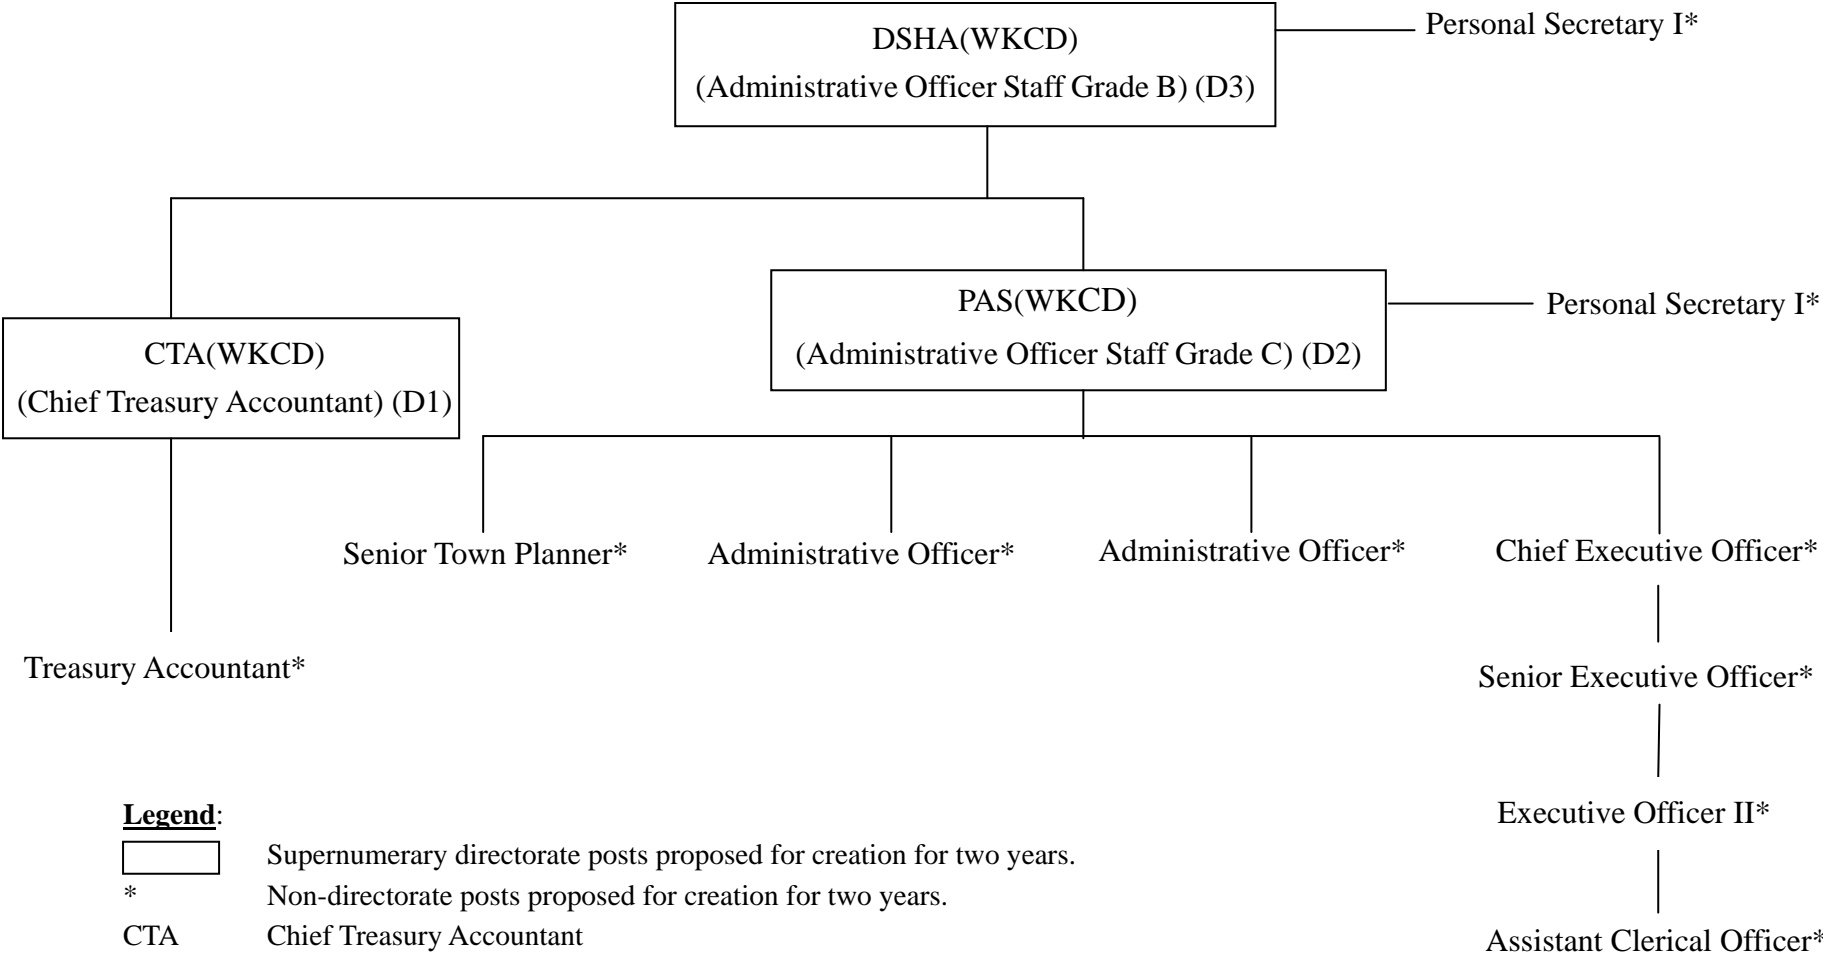 DSHA(WKCD)
(Administrative Officer Staff Grade B) (D3)
Personal Secretary I*
PAS(WKCD)
(Administrative Officer Staff Grade C) (D2)
Personal Secretary I*
CTA(WKCD)
(Chief Treasury Accountant) (D1)
Senior Town Planner*
Administrative Officer*
Administrative Officer*
Chief Executive Officer*
Treasury Accountant*
Senior Executive Officer*
Executive Officer II*
Assistant Clerical Officer*
Legend:
Supernumerary directorate posts proposed for creation for two years.
* Non-directorate posts proposed for creation for two years.
CTA Chief Treasury Accountant